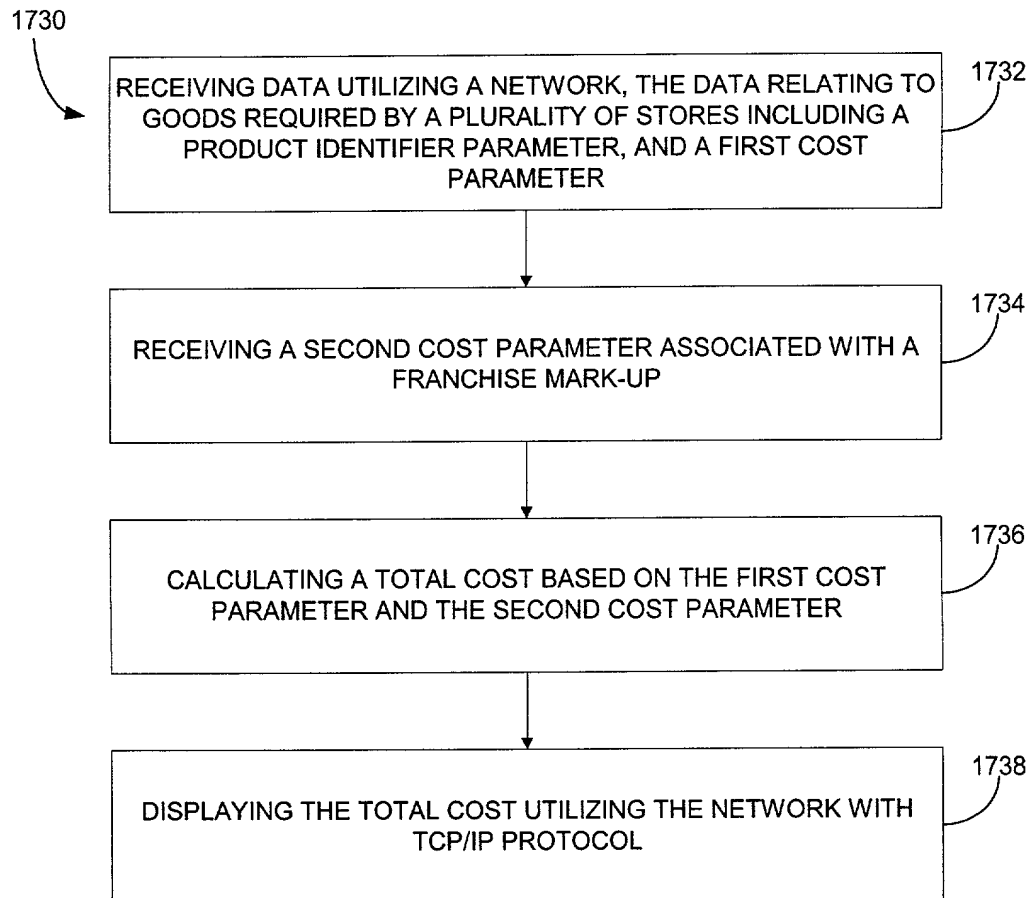 1730
RECEIVING DATA UTILIZING A NETWORK, THE DATA RELATING TO
GOODS REQUIRED BY A PLURALITY OF STORES INCLUDING A
PRODUCT IDENTIFIER PARAMETER, AND A FIRST COST
PARAMETER
1732
RECEIVING A SECOND COST PARAMETER ASSOCIATED WITH A
FRANCHISE MARK-UP
1734
CALCULATING A TOTAL COST BASED ON THE FIRST COST
PARAMETER AND THE SECOND COST PARAMETER
1736
DISPLAYING THE TOTAL COST UTILIZING THE NETWORK WITH
TCP/IP PROTOCOL
1738